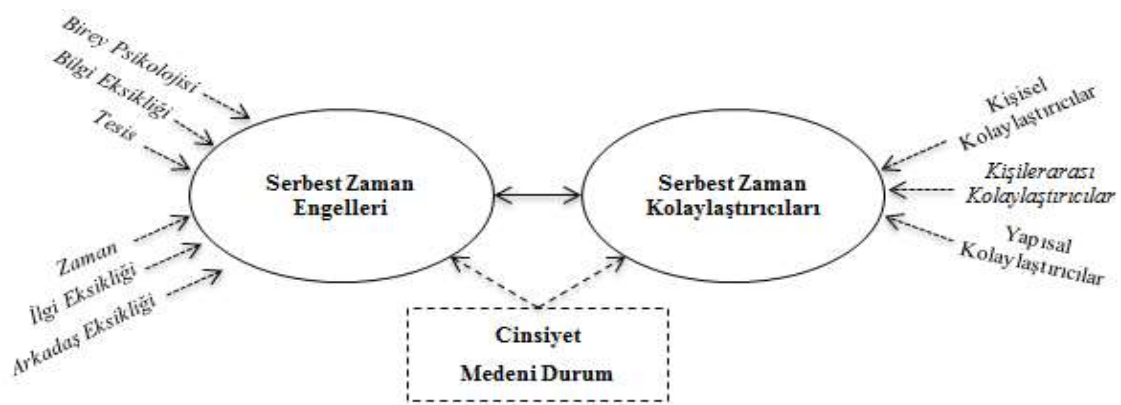 Birey Psikolojisi
Bilgi Eksikliği
Tesis
Zaman
İlgi Eksikliği
Arkadaş Eksikliği
Serbest Zaman
Engelleri
Serbest Zaman
Kolaylaştırıcıları
Kişisel
Kolaylaştırıcılar
Kişilerarası
Kolaylaştırıcılar
Yapısal
Kolaylaştırıcılar
Cinsiyet
Medeni Durum